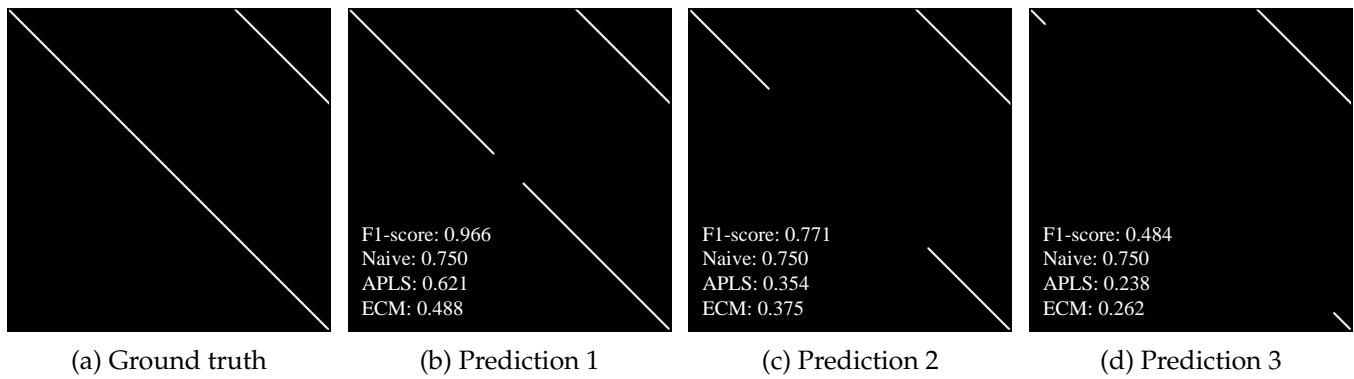 F1-score: 0.966
Naive: 0.750
APLS: 0.621
ECM: 0.488
F1-score: 0.771
Naive: 0.750
APLS: 0.354
ECM: 0.375
F1-score: 0.484
Naive: 0.750
APLS: 0.238
ECM: 0.262
(a) Ground truth
(b) Prediction 1
(c) Prediction 2
(d) Prediction 3